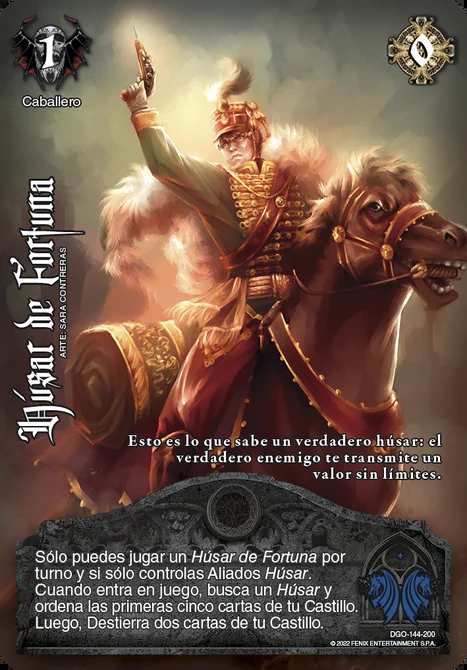 1
0
Caballero
Húsar de Fortuna
ARTE: SARA CONTRERAS
Esto es lo que sabe un verdadero húsar: el
verdadero enemigo te transmite un
valor sin límites.
Sólo puedes jugar un Húsar de Fortuna por
turno y si sólo controlas Aliados Húsar.
Cuando entra en juego, busca un Húsar y
ordena las primeras cinco cartas de tu Castillo.
Luego, Destierra dos cartas de tu Castillo.
DGO-144-200
© 2022 FENIX ENTERTAINMENT S.P.A.